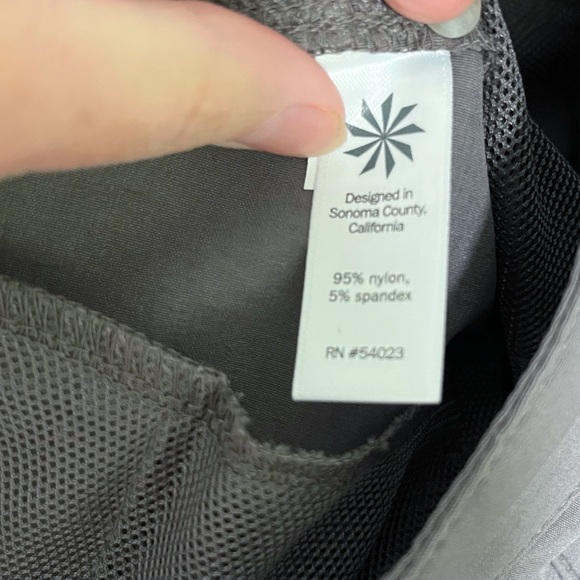 Designed in
Sonoma County,
California
95% nylon,
5% spandex
RN #54023